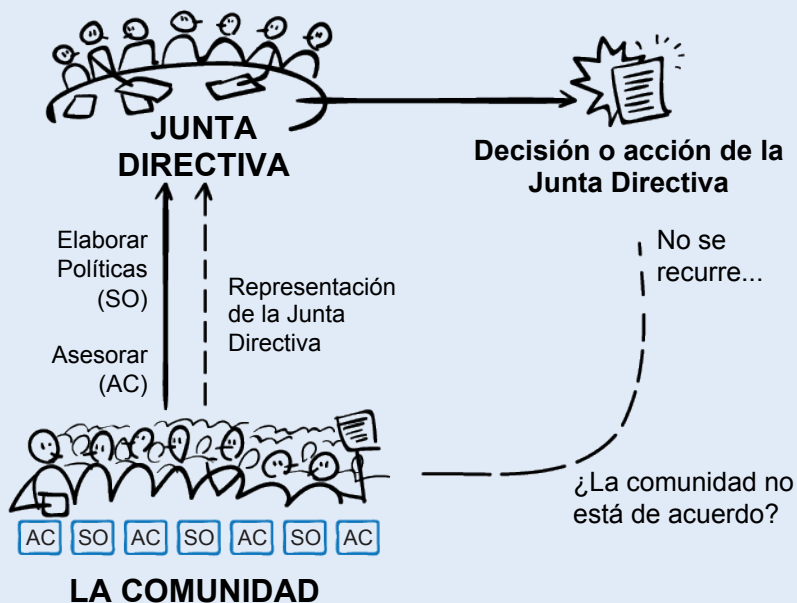 JUNTA
DIRECTIVA
Decisión o acción de la
Junta Directiva
Elaborar
Políticas
(SO)
Asesorar
(AC)
Representación
de la Junta
Directiva
No se
recurre...
¿La comunidad no
está de acuerdo?
AC SO AC SO AC SO AC
LA COMUNIDAD